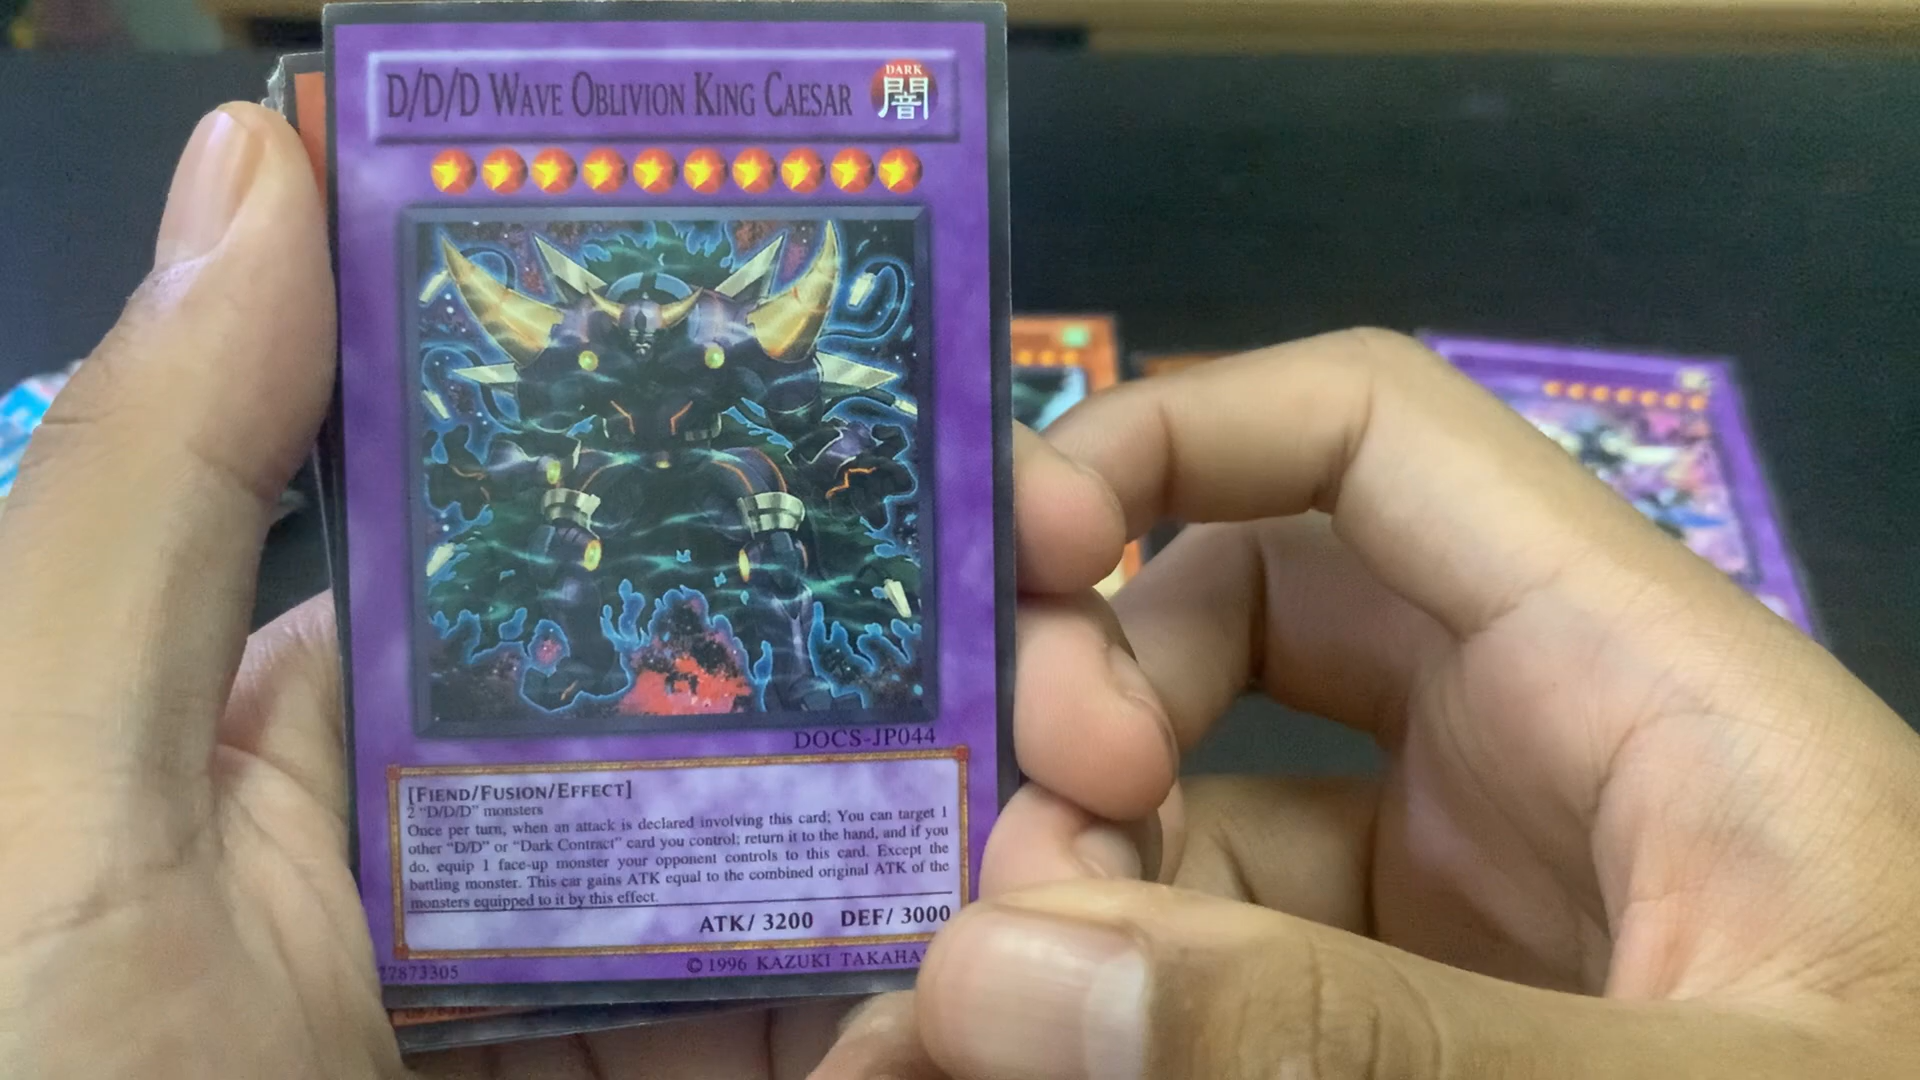 D/D/D WAVE OBLIVION KING CAESAR
DARK
闇
DOCS-JP044
[FIEND/FUSION/EFFECT]
2 “D/D/D” monsters
Once per turn, when an attack is declared involving this card; You can target 1
other “D/D” or “Dark Contract” card you control; return it to the hand, and if you
do, equip 1 face-up monster your opponent controls to this card. Except the
battling monster. This car gains ATK equal to the combined original ATK of the
monsters equipped to it by this effect.
ATK/ 3200 DEF/ 3000
27873305
© 1996 KAZUKI TAKAHA